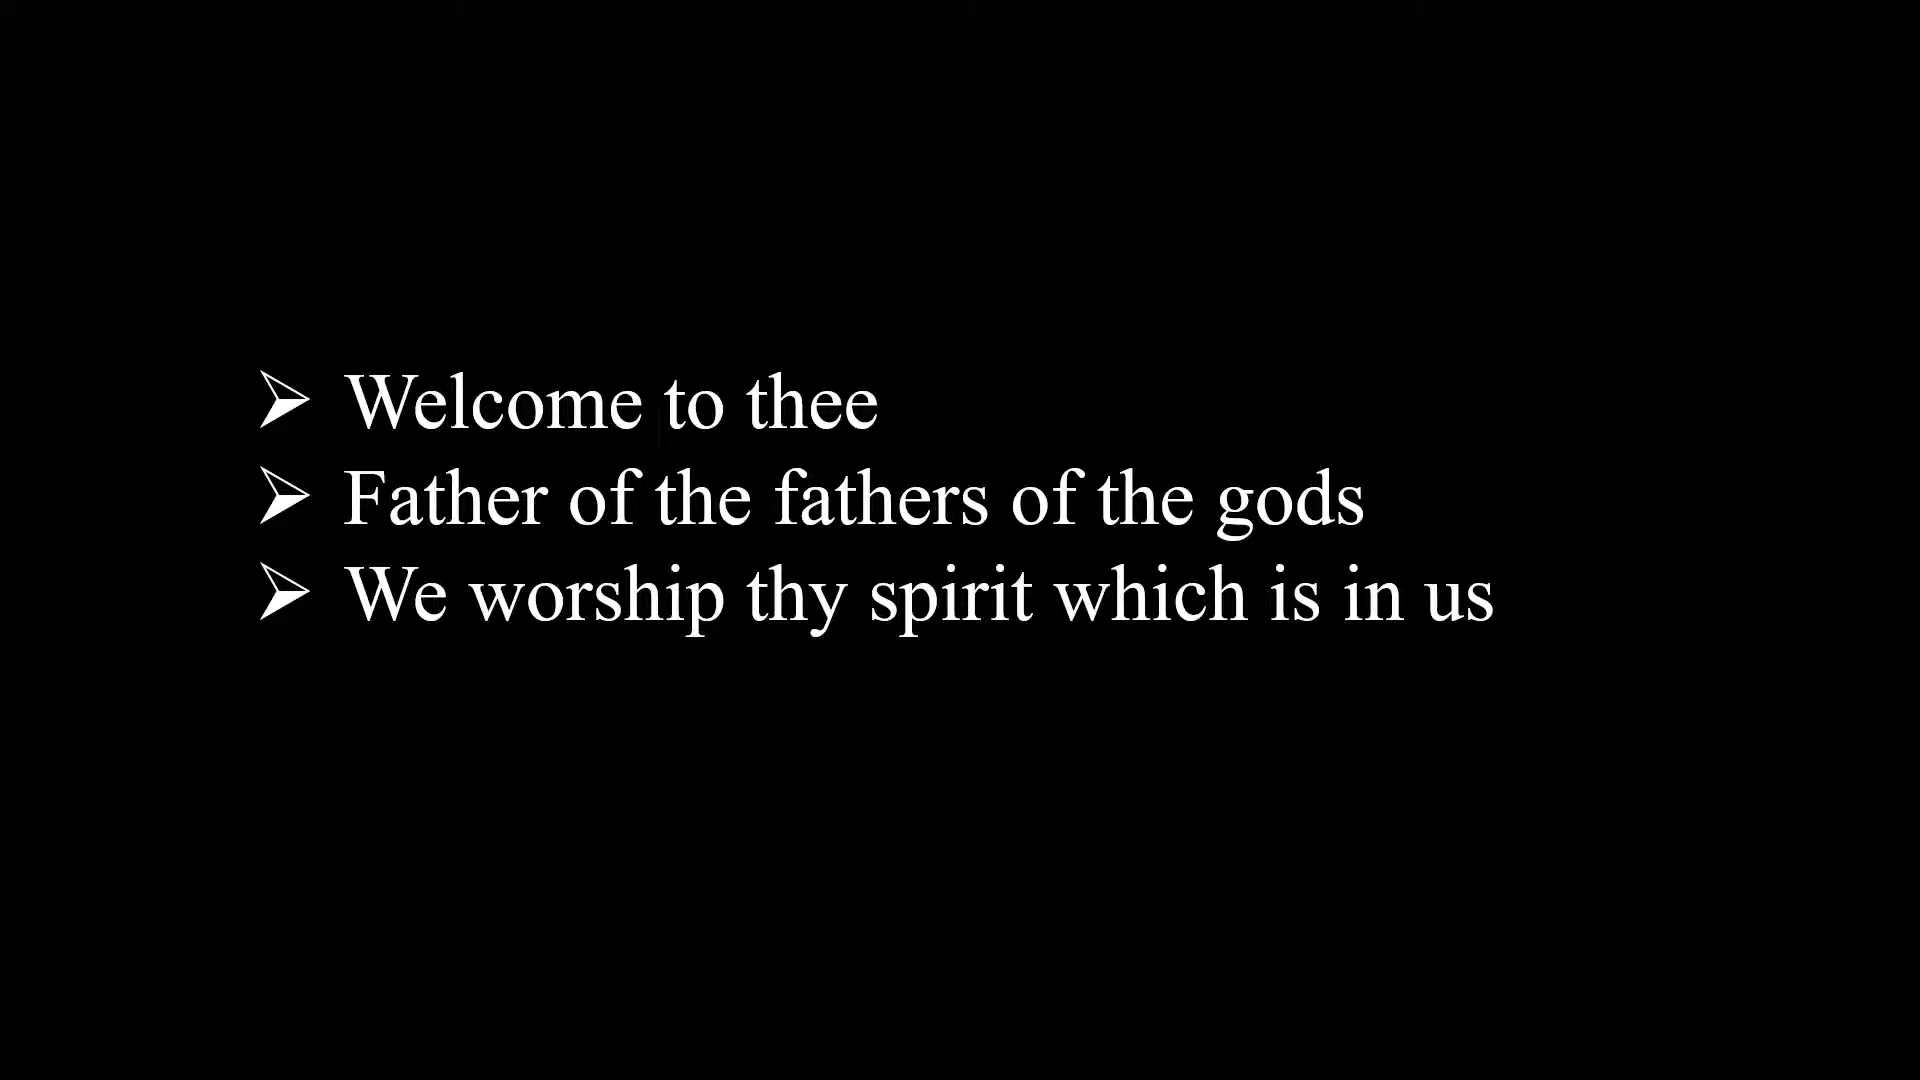 ➢ Welcome to thee
➢ Father of the fathers of the gods
➢ We worship thy spirit which is in us